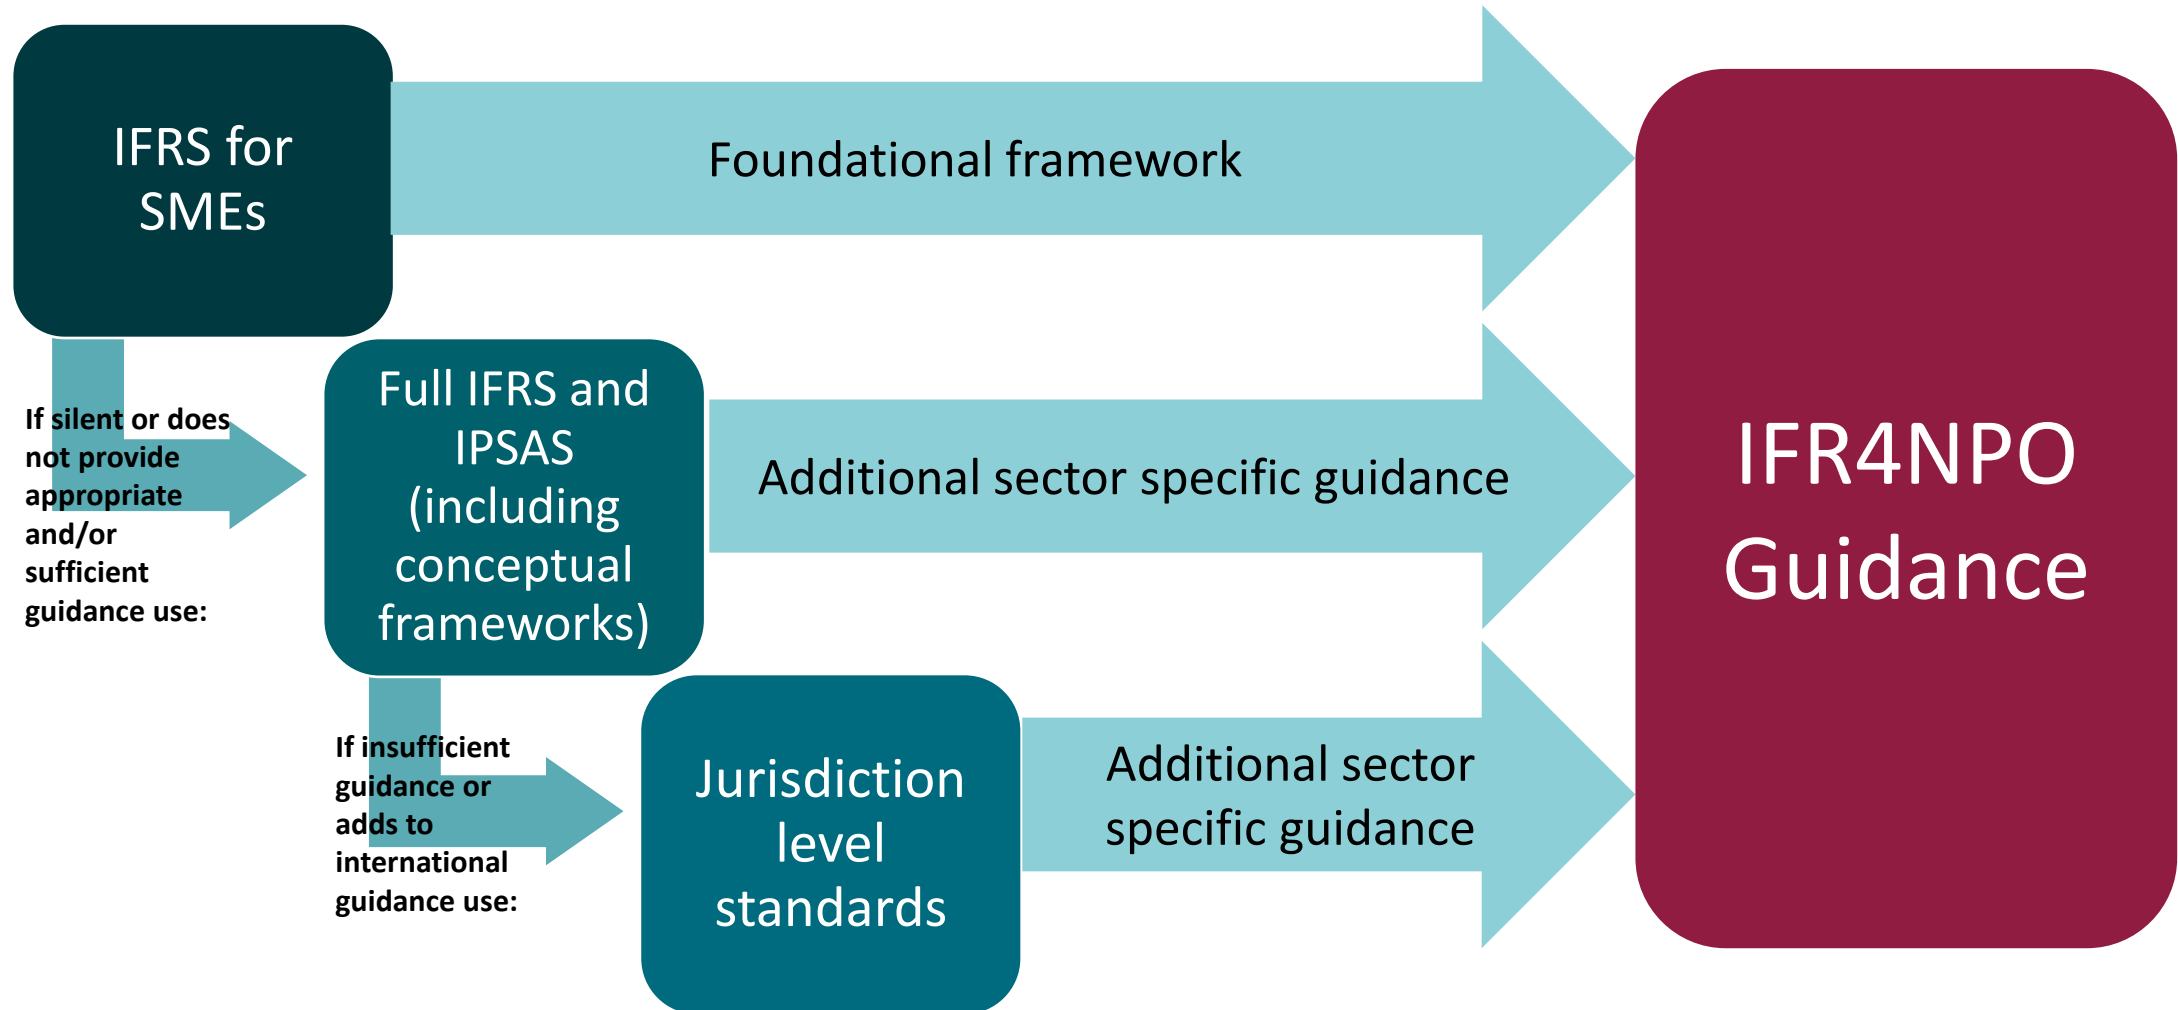 IFRS for
SMEs
Foundational framework
If silent or does
not provide
appropriate
and/or
sufficient
guidance use:
Full IFRS and
IPSAS
(including
conceptual
frameworks)
Additional sector specific guidance
If insufficient
guidance or
adds to
international
guidance use:
Jurisdiction
level
standards
Additional sector
specific guidance
IFR4NPO
Guidance